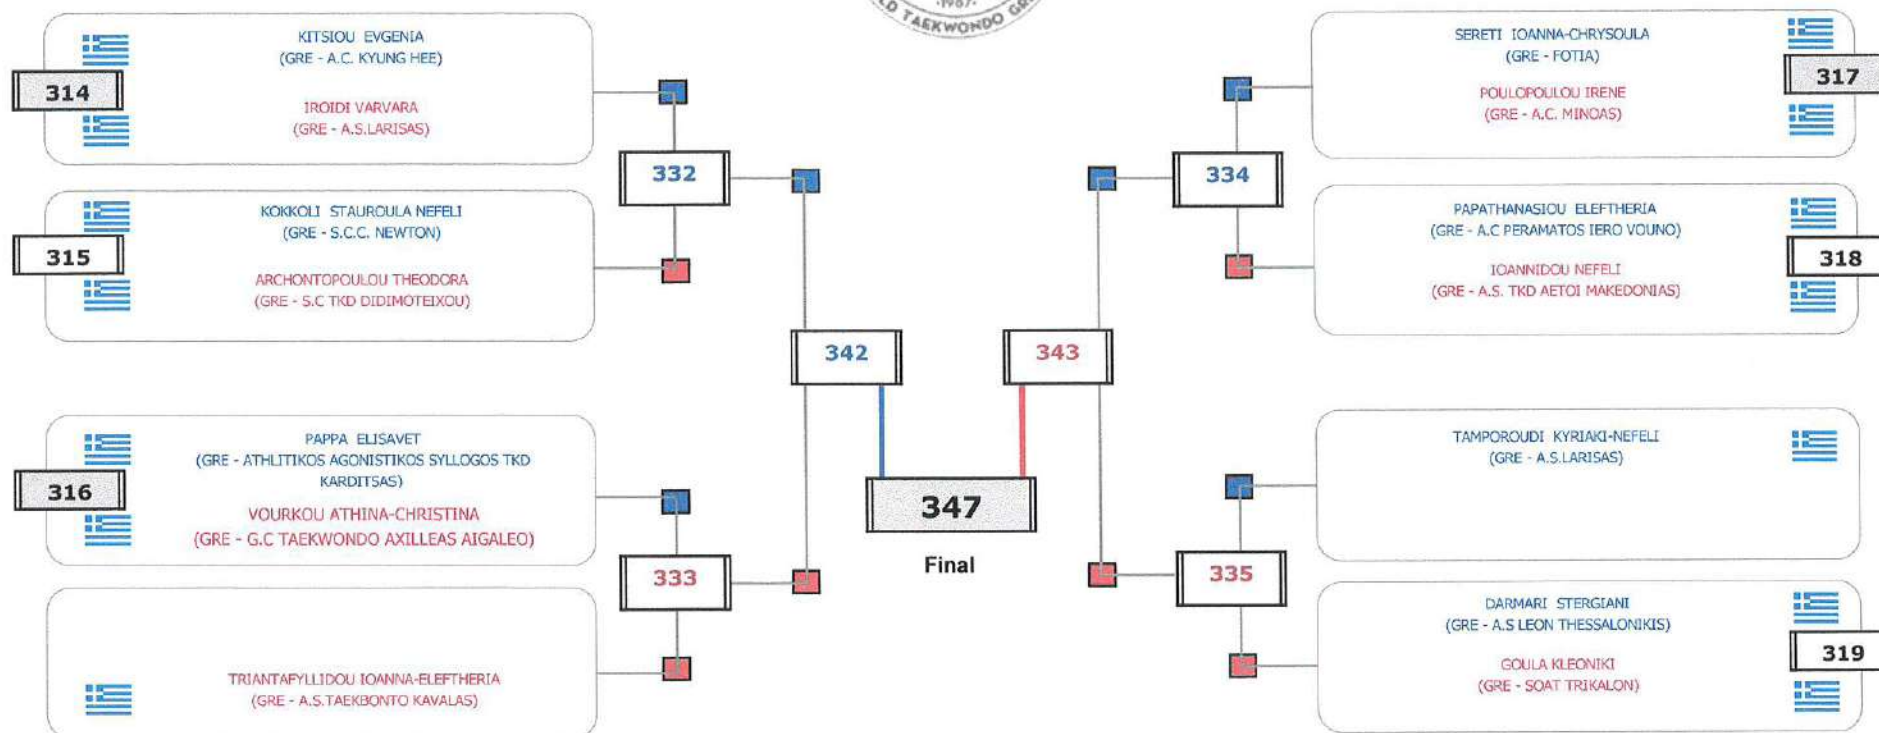 ·1987·
LD TAEKWONDO GR
KITSIOU EVGENIA
(GRE - A.C. KYUNG HEE)
314
IROIDI VARVARA
(GRE - A.S.LARISAS)
332
KOKKOLI STAUROULA NEFELI
(GRE - S.C.C. NEWTON)
315
ARCHONTOPOULOU THEODORA
(GRE - S.C TKD DIDIMOTEIXOU)
342
PAPPA ELISAVET
(GRE - ATHLITIKOS AGONISTIKOS SYLLOGOS TKD
KARDITSAS)
316
VOURKOU ATHINA-CHRISTINA
(GRE - G.C TAEKWONDO AXILLEAS AIGALEO)
333
TRIANTAFYLLIDOU IOANNA-ELEFTHERIA
(GRE - A.S.TAEKBONTO KAVALAS)
347
Final
SERETI IOANNA-CHRYSOULA
(GRE - FOTIA)
317
POULOPOULOU IRENE
(GRE - A.C. MINOAS)
334
PAPATHANASIOU ELEFTHERIA
(GRE - A.C PERAMATOS IERO VOUNO)
318
IOANNIDOU NEFELI
(GRE - A.S. TKD AETOI MAKEDONIAS)
343
TAMPOROUDI KYRIAKI-NEFELI
(GRE - A.S.LARISAS)
335
DARMARI STERGIANI
(GRE - A.S LEON THESSALONIKIS)
319
GOULA KLEONIKI
(GRE - SOAT TRIKALON)